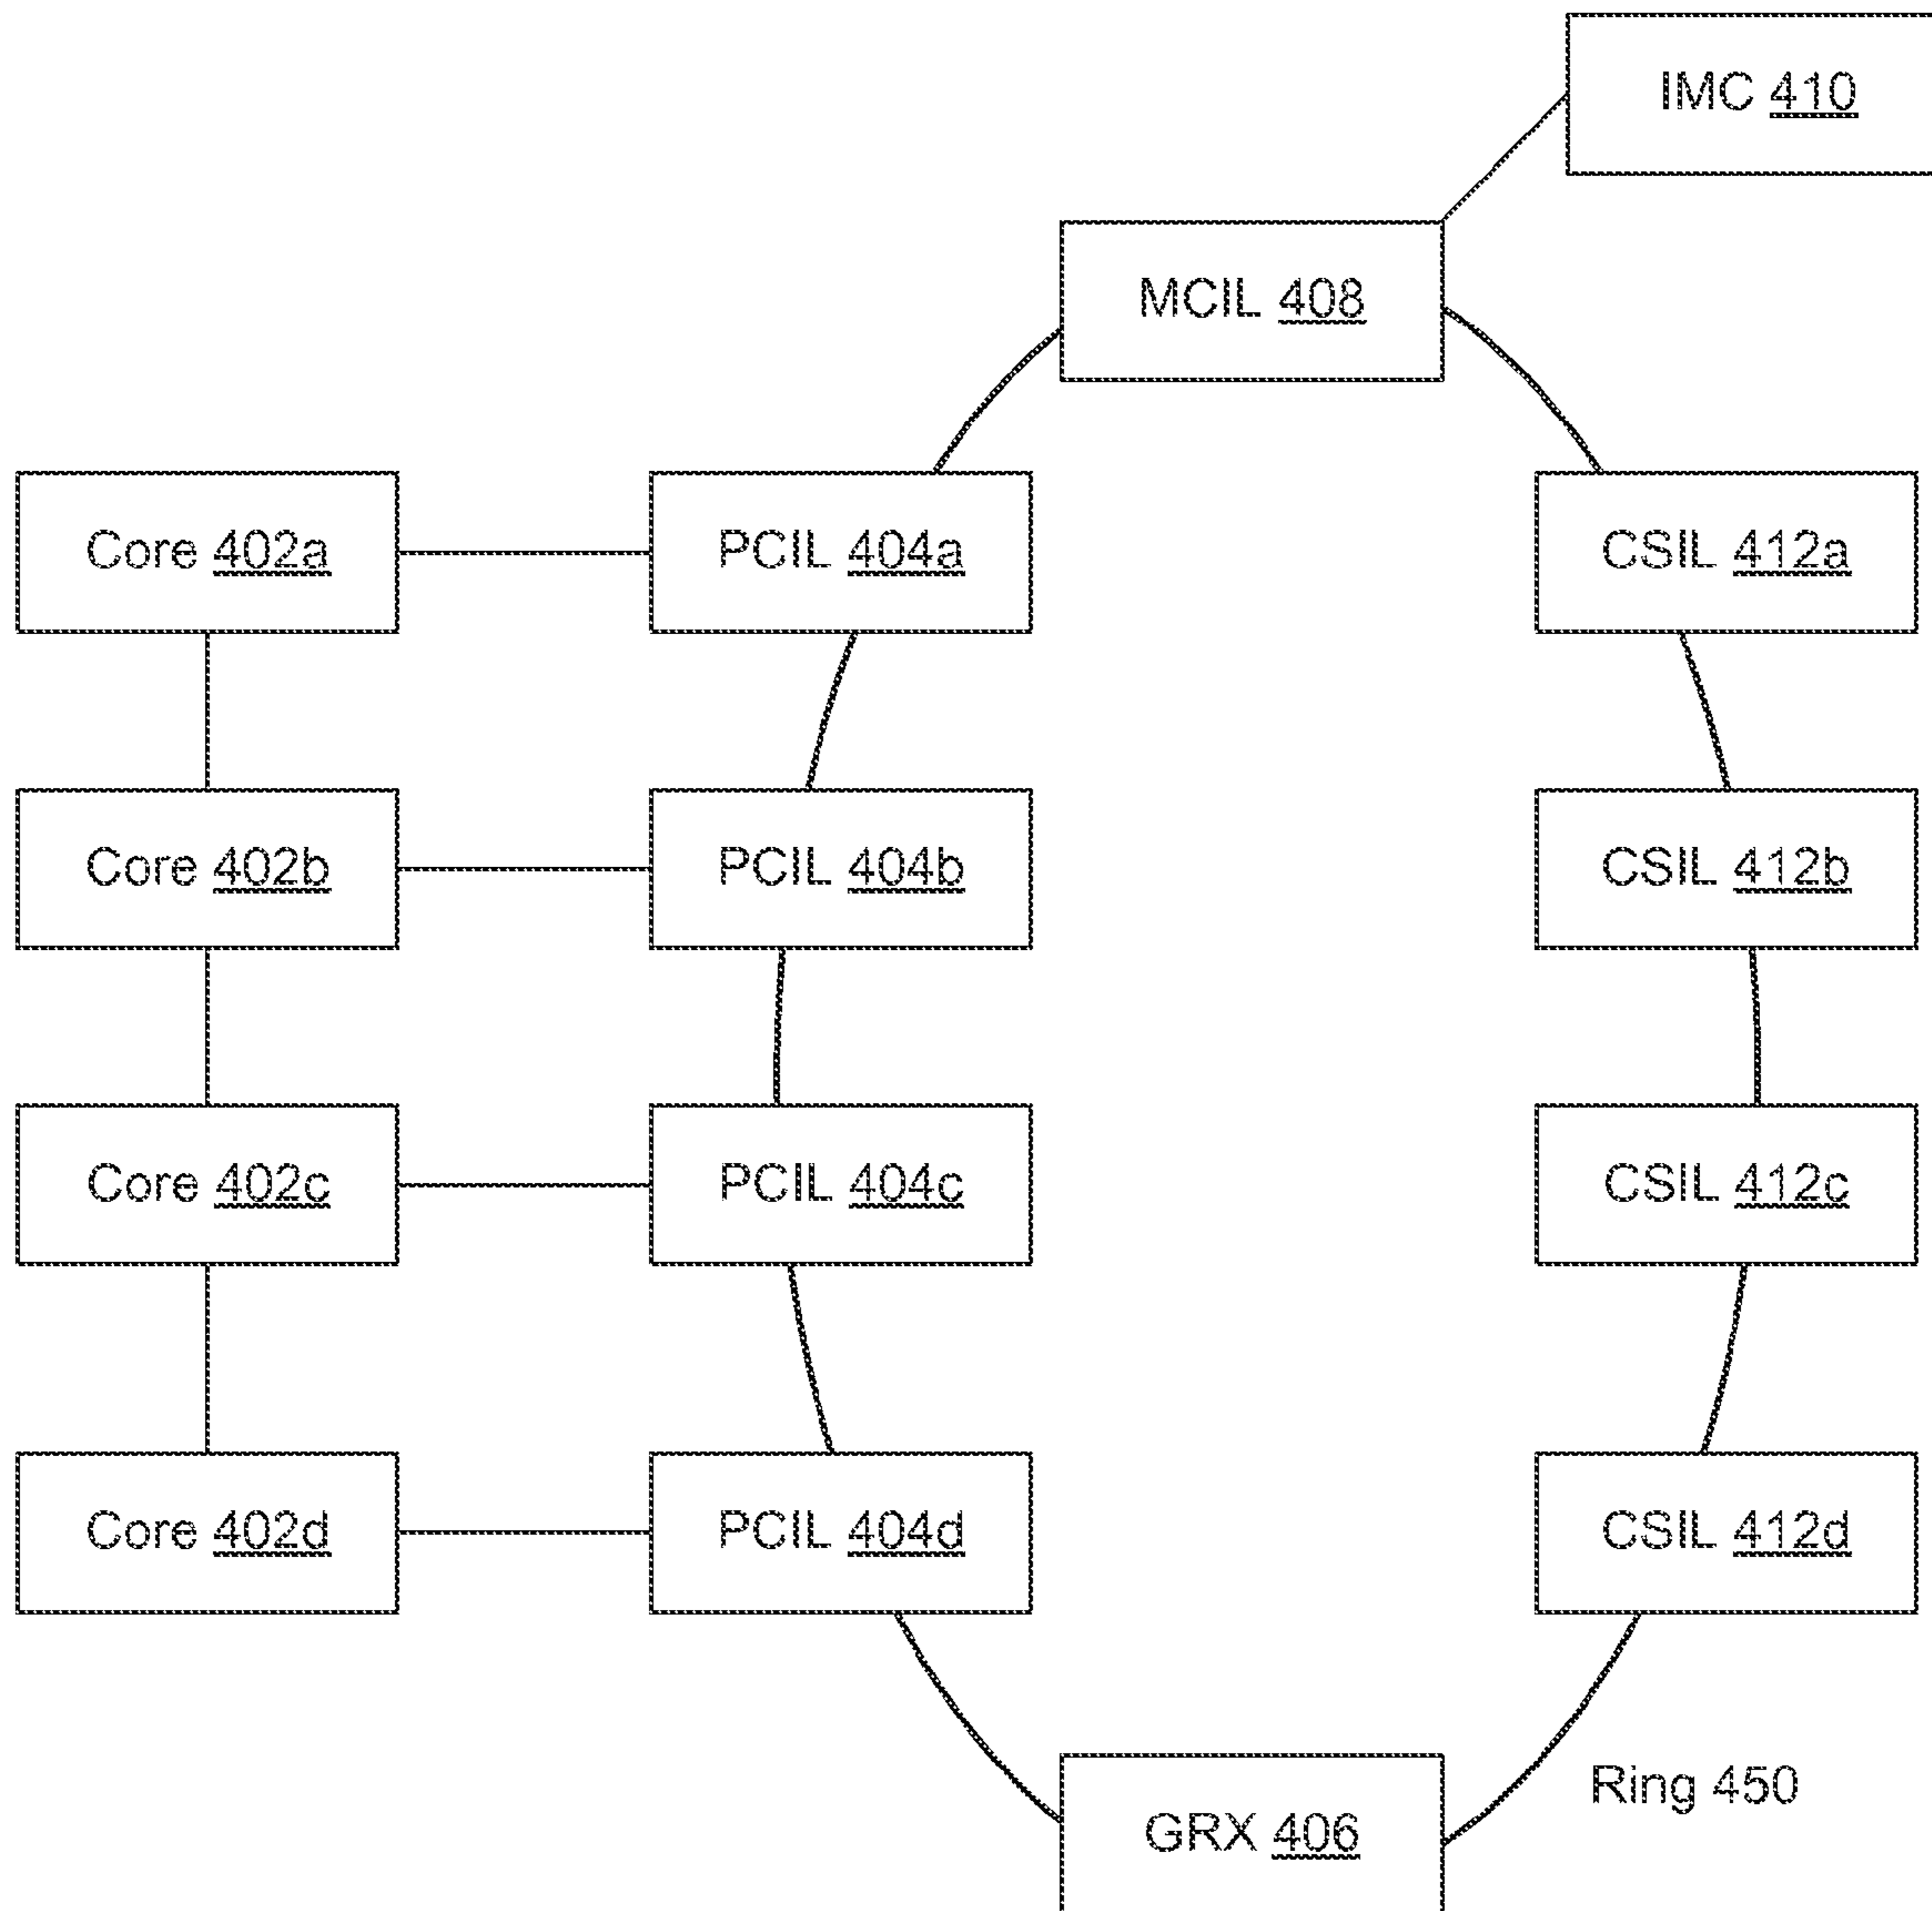 IMC 410
MCIL 408
Core 402a
PCIL 404a
CSIL 412a
Core 402b
PCIL 404b
CSIL 412b
Core 402c
PCIL 404c
CSIL 412c
Core 402d
PCIL 404d
CSIL 412d
Ring 450
GRX 406